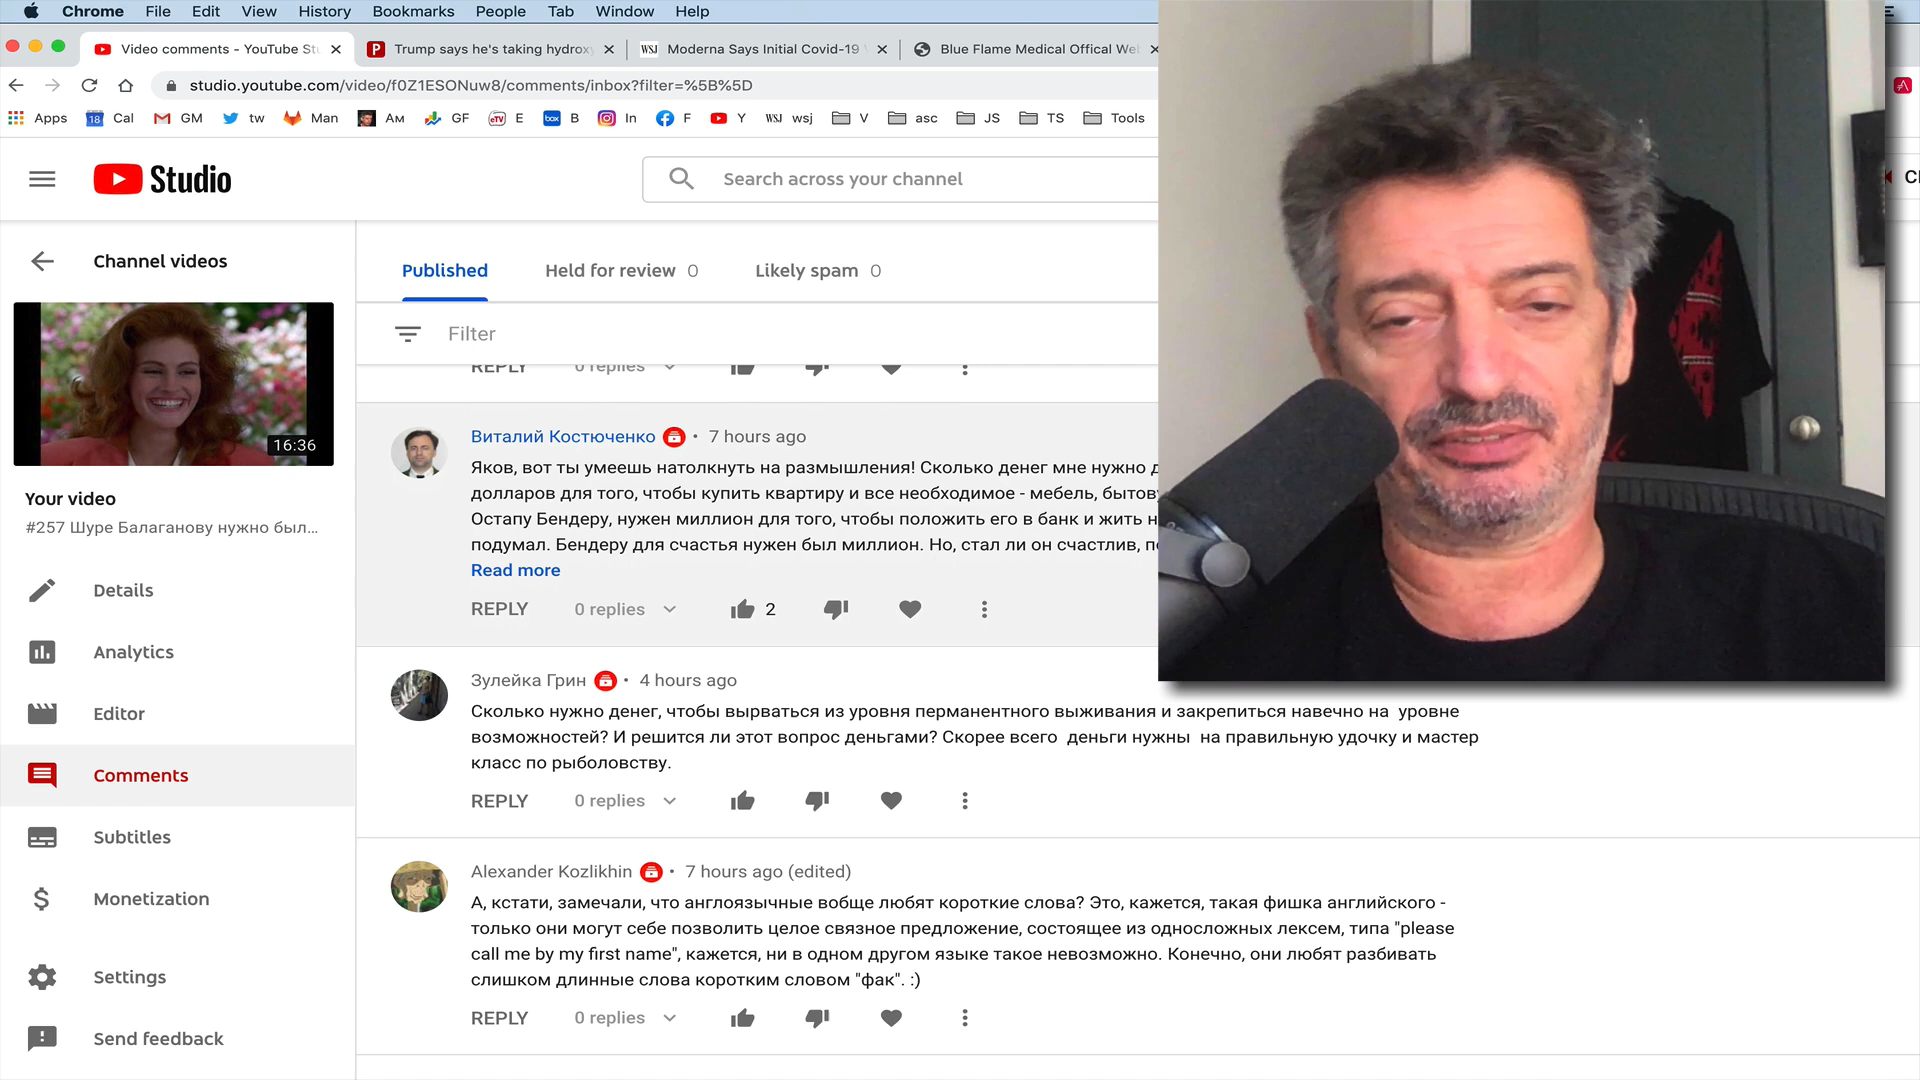 Chrome File Edit View History Bookmarks People Tab Window Help
Video comments - YouTube St
Trump says he's taking hydrox
WSJ Moderna Says Initial Covid-19
Blue Flame Medical Offical We
studio.youtube.com/video/f0Z1ESONuw8/comments/inbox?filter=%5B%5D
Apps 18 Cal GM tw Man Ам GF eTV E box B In F Y WSJ wsj V asc JS TS Tools
Studio
Search across your channel
Channel videos
16:36
Your video
#257 Шуре Балаганову нужно был...
Details
Analytics
Editor
Comments
Subtitles
Monetization
Settings
Send feedback
Published Held for review 0 Likely spam 0
Filter
REPLY 0 replies
Виталий Костюченко • 7 hours ago
Яков, вот ты умеешь натолкнуть на размышления! Сколько денег мне нужно
долларов для того, чтобы купить квартиру и все необходимое - мебель,
Остапу Бендеру, нужен миллион для того, чтобы положить его в банк и жить
подумал. Бендеру для счастья нужен был миллион. Но, стал ли он счастлив,
Read more
REPLY 0 replies 2
Зулейка Грин • 4 hours ago
Сколько нужно денег, чтобы вырваться из уровня перманентного выживания и закрепиться навечно на уровне
возможностей? И решится ли этот вопрос деньгами? Скорее всего деньги нужны на правильную удочку и мастер
класс по рыболовству.
REPLY 0 replies
Alexander Kozlikhin • 7 hours ago (edited)
А, кстати, замечали, что англоязычные вобще любят короткие слова? Это, кажется, такая фишка английского -
только они могут себе позволить целое связное предложение, состоящее из односложных лексем, типа "please
call me by my first name", кажется, ни в одном другом языке такое невозможно. Конечно, они любят разбивать
слишком длинные слова коротким словом "фак". :)
REPLY 0 replies